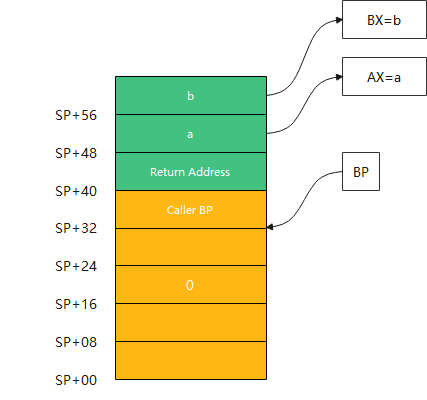 BX=b
b
AX=a
SP+56
a
SP+48
Return Address
BP
SP+40
Caller BP
SP+32
SP+24
0
SP+16
SP+08
SP+00